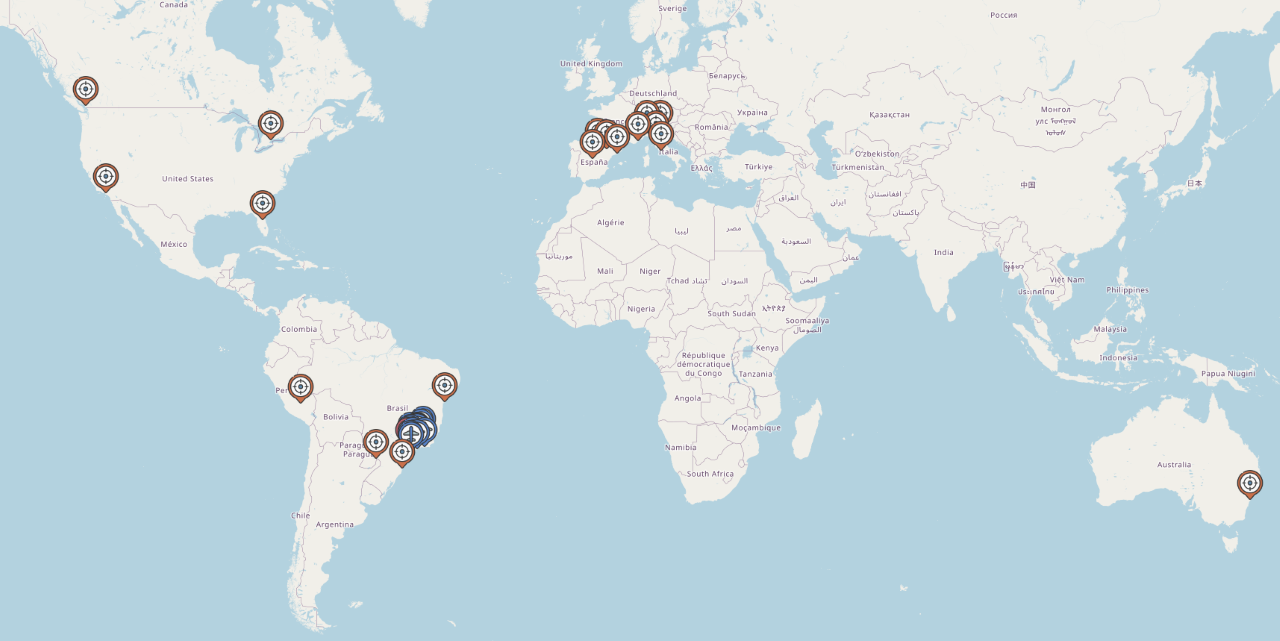 Canada
Sverige
Россия
United Kingdom
Беларусь
Deutschland
Україна
Монгол
улс
Қазақстан
România
Italia
España
Ελλάς
Türkiye
Oʻzbekiston
Türkmenistan
中国
日本
United States
العراق
ایران
افغانستان
پاکستان
México
Algérie
ليبيا
مصر
السعودية
عمان
India
موريتانيا
Mali
Niger
Tchad تشاد
السودان
اليمن
Việt Nam
ประเทศไทย
Philippines
Nigeria
South Sudan
ኢትዮጵያ
Soomaaliya
الصومال
Colombia
Malaysia
Kenya
République
démocratique
du Congo
Indonesia
Tanzania
Papua Niugini
Brasil
Bolivia
Angola
Moçambique
Namibia
South Africa
Australia
Chile
Argentina